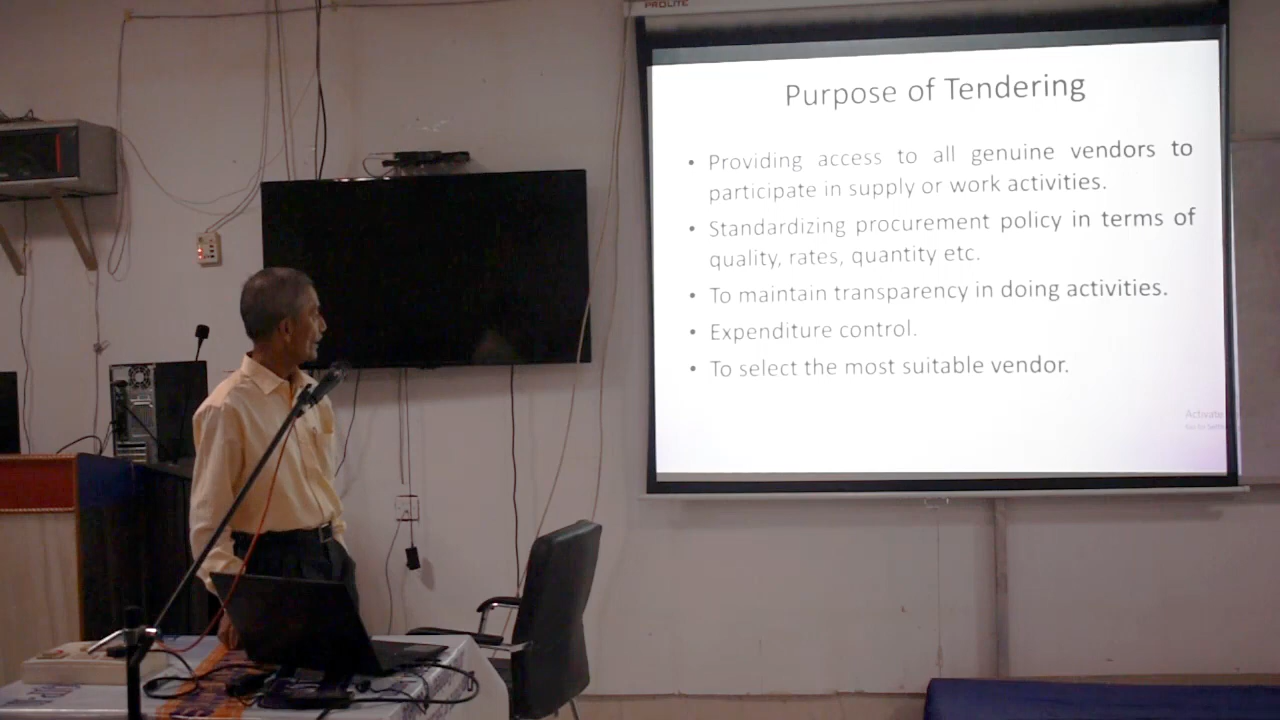 PROLITE
Purpose of Tendering
• Providing access to all genuine vendors to
participate in supply or work activities.
• Standardizing procurement policy in terms of
quality, rates, quantity etc.
• To maintain transparency in doing activities.
• Expenditure control.
• To select the most suitable vendor.
Activate